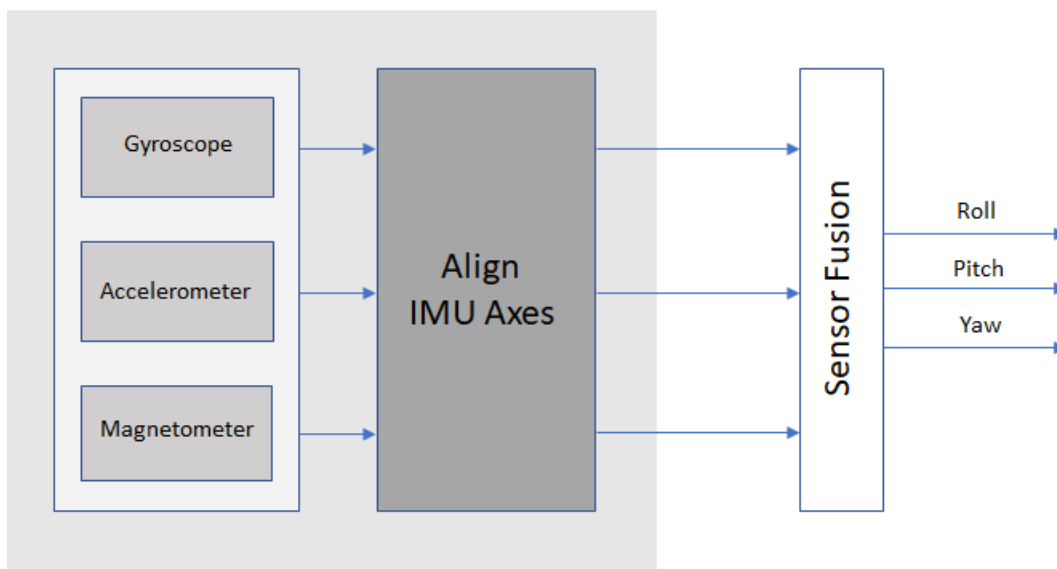 Gyroscope
Accelerometer
Magnetometer
Align
IMU Axes
Sensor Fusion
Roll
Pitch
Yaw